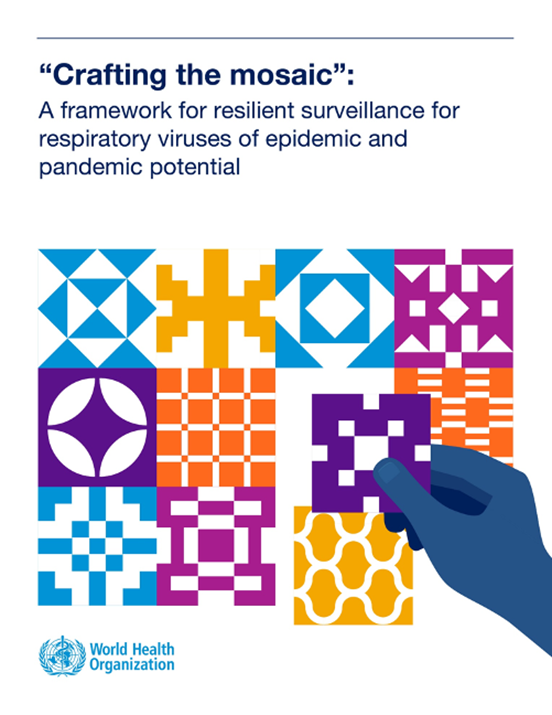 “Crafting the mosaic”:
A framework for resilient surveillance for
respiratory viruses of epidemic and
pandemic potential
World Health
Organization